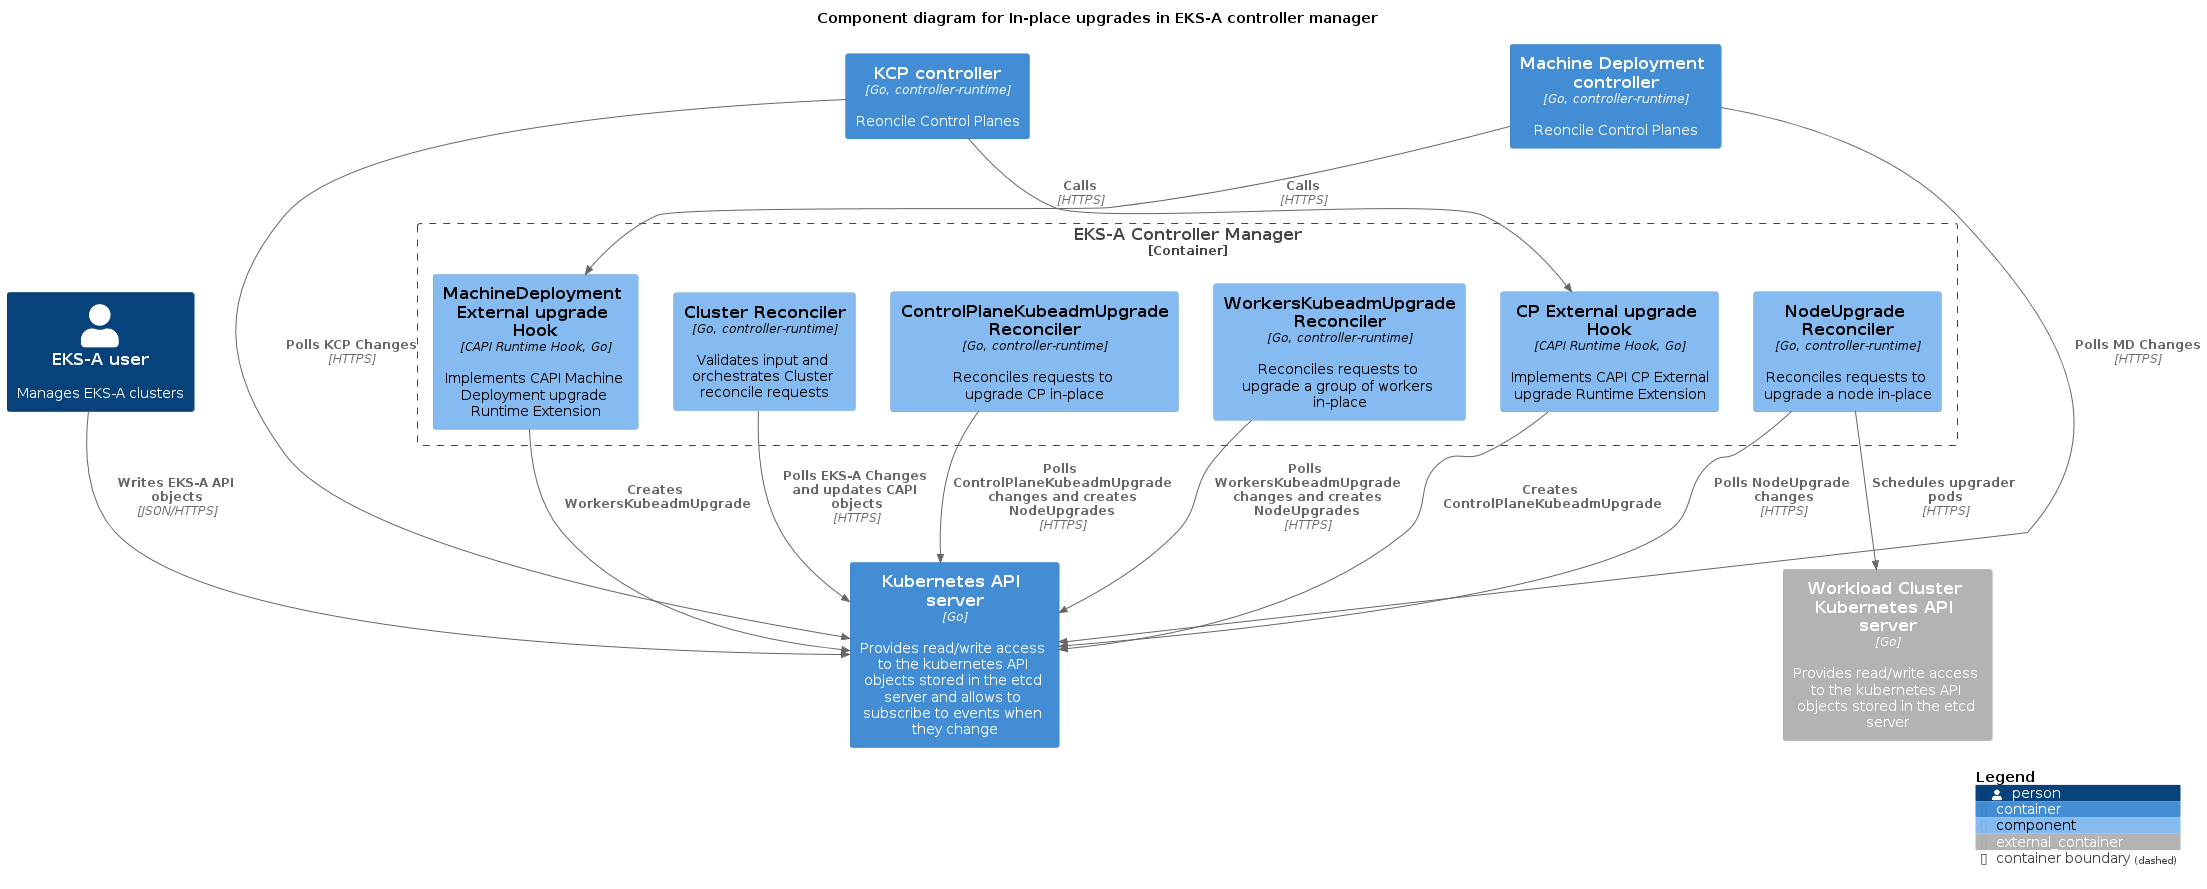 Component diagram for In-place upgrades in EKS-A controller manager
KCP controller
[Go, controller-runtime]
Reconcile Control Planes
Machine Deployment
controller
[Go, controller-runtime]
Reconcile Control Planes
Calls
[HTTPS]
Calls
[HTTPS]
EKS-A Controller Manager
[Container]
EKS-A user
Manages EKS-A clusters
Polls KCP Changes
[HTTPS]
MachineDeployment
External upgrade
Hook
[CAPI Runtime Hook, Go]
Implements CAPI Machine
Deployment upgrade
Runtime Extension
Cluster Reconciler
[Go, controller-runtime]
Validates input and
orchestrates Cluster
reconcile requests
ControlPlaneKubeadmUpgrade
Reconciler
[Go, controller-runtime]
Reconciles requests to
upgrade CP in-place
WorkersKubeadmUpgrade
Reconciler
[Go, controller-runtime]
Reconciles requests to
upgrade a group of workers
in-place
CP External upgrade
Hook
[CAPI Runtime Hook, Go]
Implements CAPI CP External
upgrade Runtime Extension
NodeUpgrade
Reconciler
[Go, controller-runtime]
Reconciles requests to
upgrade a node in-place
Polls MD Changes
[HTTPS]
Writes EKS-A API
objects
[JSON/HTTPS]
Creates
WorkersKubeadmUpgrade
Polls EKS-A Changes
and updates CAPI
objects
[HTTPS]
Polls
ControlPlaneKubeadmUpgrade
changes and creates
NodeUpgrades
[HTTPS]
Polls
WorkersKubeadmUpgrade
changes and creates
NodeUpgrades
[HTTPS]
Creates
ControlPlaneKubeadmUpgrade
Polls NodeUpgrade
changes
[HTTPS]
Schedules upgrader
pods
[HTTPS]
Kubernetes API
server
[Go]
Provides read/write access
to the kubernetes API
objects stored in the etcd
server and allows to
subscribe to events when
they change
Workload Cluster
Kubernetes API
server
[Go]
Provides read/write access
to the kubernetes API
objects stored in the etcd
server
Legend
person
container
component
external_container
container boundary (dashed)